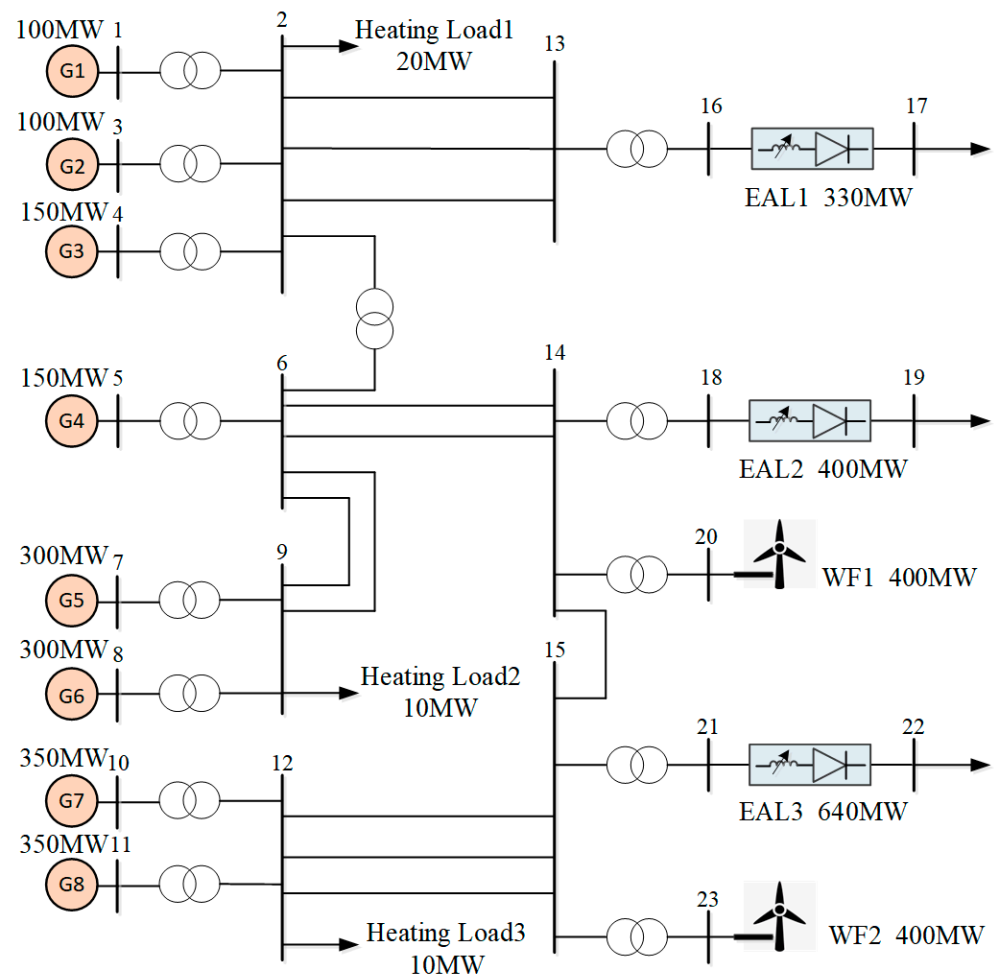 100MW 1
G1
2
Heating Load1
20MW
13
100MW 3
G2
16
17
EAL1 330MW
150MW 4
G3
150MW 5
G4
6
14
18
19
EAL2 400MW
20
WF1 400MW
300MW 7
G5
9
300MW 8
G6
Heating Load2
10MW
15
21
22
EAL3 640MW
350MW 10
G7
12
350MW 11
G8
Heating Load3
10MW
23
WF2 400MW